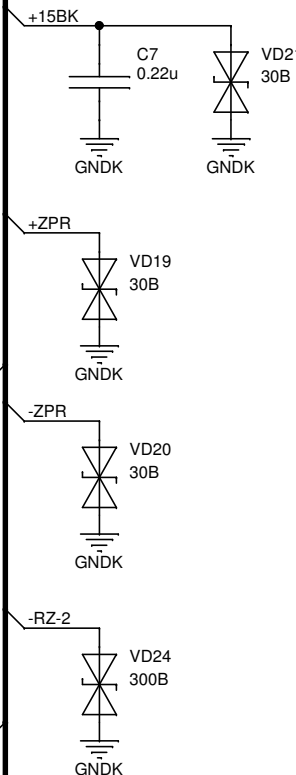 +15BK
C7
0.22u
VD21
30B
GNDK
GNDK
+ZPR
VD19
30B
GNDK
-ZPR
VD20
30B
GNDK
-RZ-2
VD24
300B
GNDK